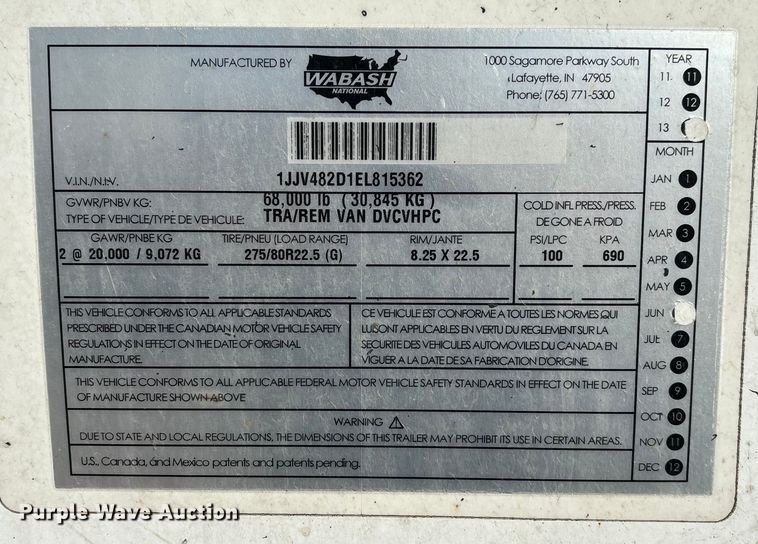 MANUFACTURED BY
WABASH
NATIONAL
1000 Sagamore Parkway South
Lafayette, IN 47905
Phone: (765) 771-5300
YEAR
11 11
12 12
13
MONTH
JAN 1
FEB 2
MAR 3
APR 4
MAY 5
JUN
JUL 7
AUG 8
SEP 9
OCT 10
NOV 11
DEC 12
V.I.N./N.I.V. 1JJV482D1EL815362
GVWR/PNBV KG: 68,000 lb (30,845 KG)
TYPE OF VEHICLE/TYPE DE VEHICULE: TRA/REM VAN DVCVHPC
COLD INFL PRESS./PRESS.
DE GONE A FROID
GAWR/PNBE KG TIRE/PNEU (LOAD RANGE) RIM/JANTE PSI/LPC KPA
2 @ 20,000 / 9,072 KG 275/80R22.5 (G) 8.25 X 22.5 100 690
THIS VEHICLE CONFORMS TO ALL APPLICABLE STANDARDS
PRESCRIBED UNDER THE CANADIAN MOTOR VEHICLE SAFETY
REGULATIONS IN EFFECT ON THE DATE OF ORIGINAL
MANUFACTURE.
CE VEHICULE EST CONFORME A TOUTES LES NORMES QUI
LUI SONT APPLICABLES EN VERTU DU REGLEMENT SUR LA
SECURITE DES VEHICULES AUTOMOVILES DU CANADA EN
VIGUER A LA DATE DE SA FABRICATION D'ORIGINE.
THIS VEHICLE CONFORMS TO ALL APPLICABLE FEDERAL MOTOR VEHICLE SAFETY STANDARDS IN EFFECT ON THE DATE
OF MANUFACTURE SHOWN ABOVE
WARNING
DUE TO STATE AND LOCAL REGULATIONS, THE DIMENSIONS OF THIS TRAILER MAY PROHIBIT ITS USE IN CERTAIN AREAS.
U.S., Canada, and Mexico patents and patents pending.
Purple Wave Auction